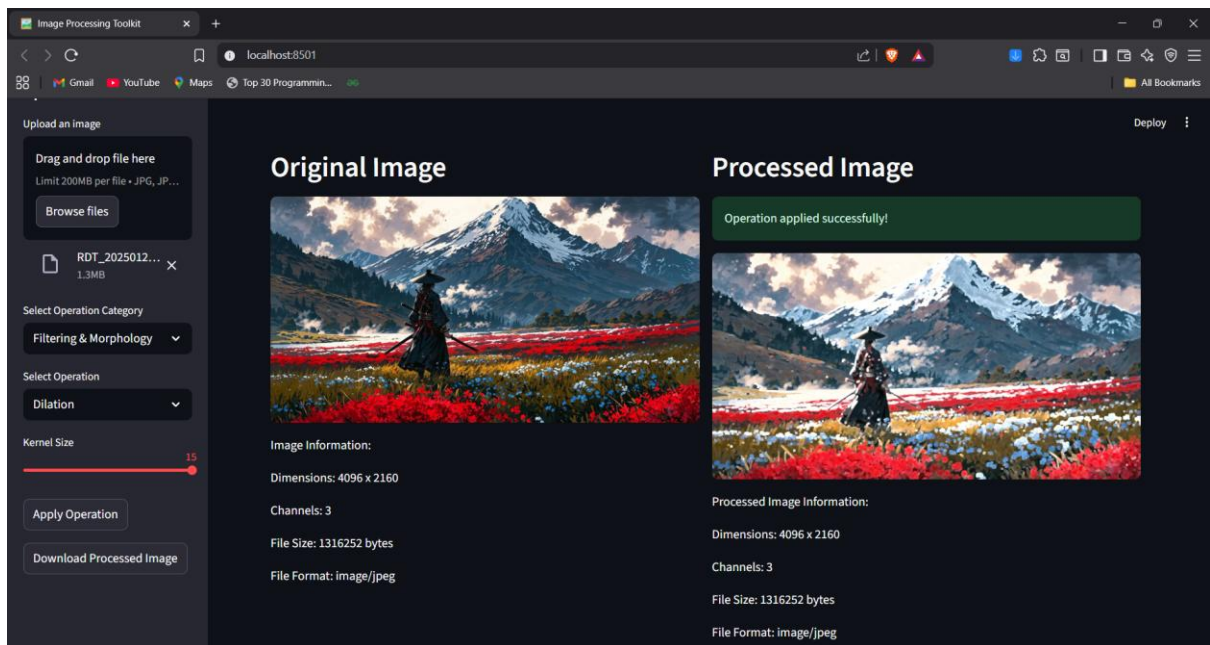 Image Processing Toolkit
localhost:8501
Gmail
YouTube
Maps
Top 30 Programmin...
All Bookmarks
Upload an image
Drag and drop file here
Limit 200MB per file • JPG, JP...
Browse files
RDT_2025012...
1.3MB
Select Operation Category
Filtering & Morphology
Select Operation
Dilation
Kernel Size
15
Apply Operation
Download Processed Image
Deploy
Original Image
Image Information:
Dimensions: 4096 x 2160
Channels: 3
File Size: 1316252 bytes
File Format: image/jpeg
Processed Image
Operation applied successfully!
Processed Image Information:
Dimensions: 4096 x 2160
Channels: 3
File Size: 1316252 bytes
File Format: image/jpeg